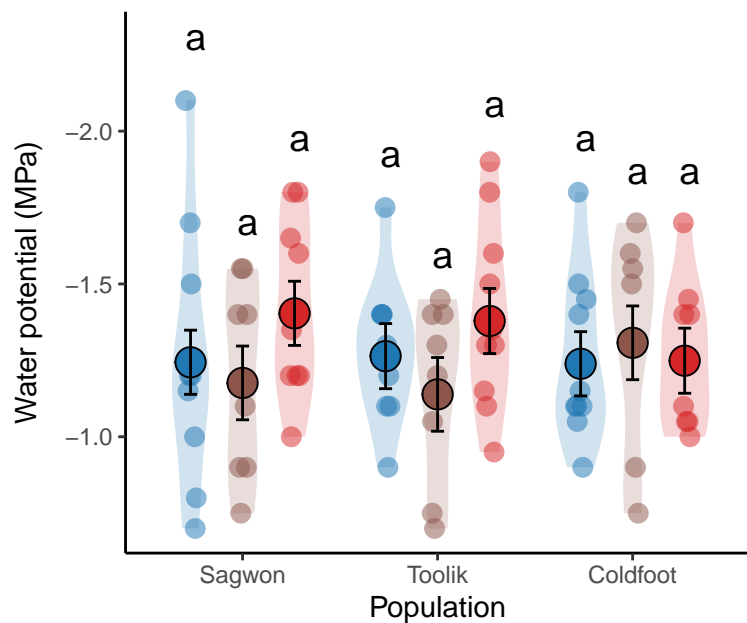 a
a
a
a
a
a
a
a
a
−2.0
−1.5
−1.0
Water potential (MPa)
Sagwon Toolik Coldfoot
Population